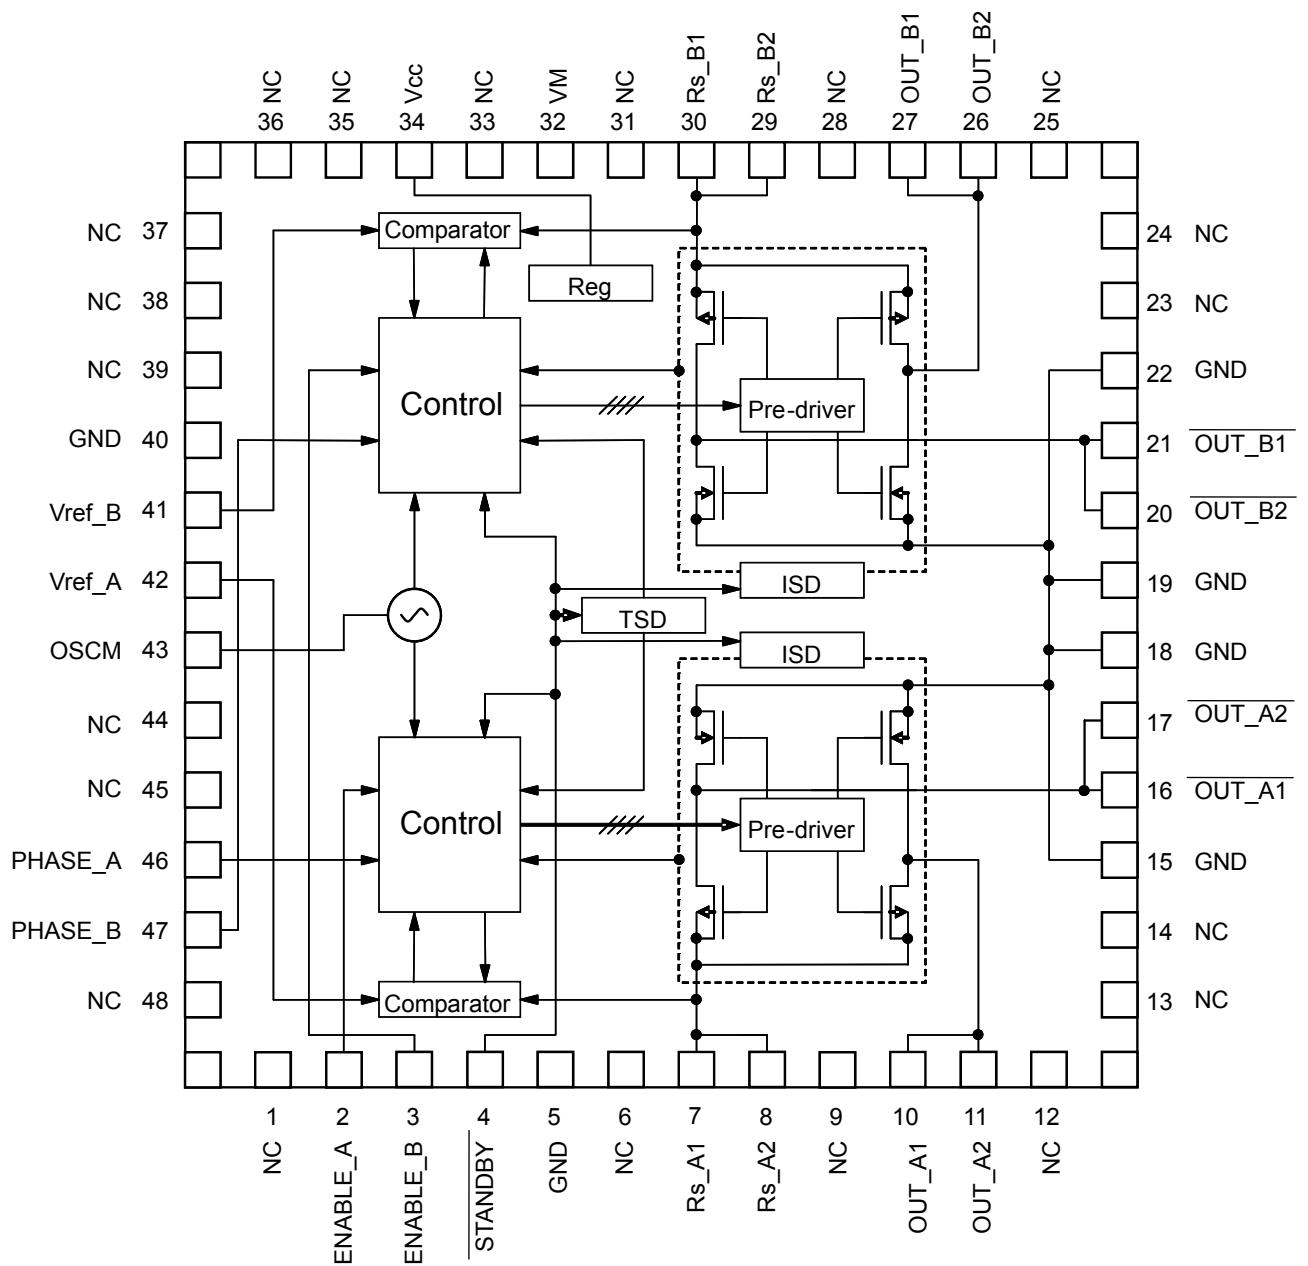 NC
NC
Vcc
NC
VM
NC
Rs_B1
Rs_B2
NC
OUT_B1
OUT_B2
NC
36 35 34 33 32 31 30 29 28 27 26 25
NC 37
Comparator
24 NC
Reg
NC 38
23 NC
NC 39
22 GND
Control
Pre-driver
GND 40
21 OUT_B1
Vref_B 41
20 OUT_B2
Vref_A 42
ISD
19 GND
TSD
OSCM 43
ISD
18 GND
NC 44
17 OUT_A2
NC 45
16 OUT_A1
Control
Pre-driver
PHASE_A 46
15 GND
PHASE_B 47
14 NC
NC 48
Comparator
13 NC
1 2 3 4 5 6 7 8 9 10 11 12
NC
ENABLE_A
ENABLE_B
STANDBY
GND
NC
Rs_A1
Rs_A2
NC
OUT_A1
OUT_A2
NC